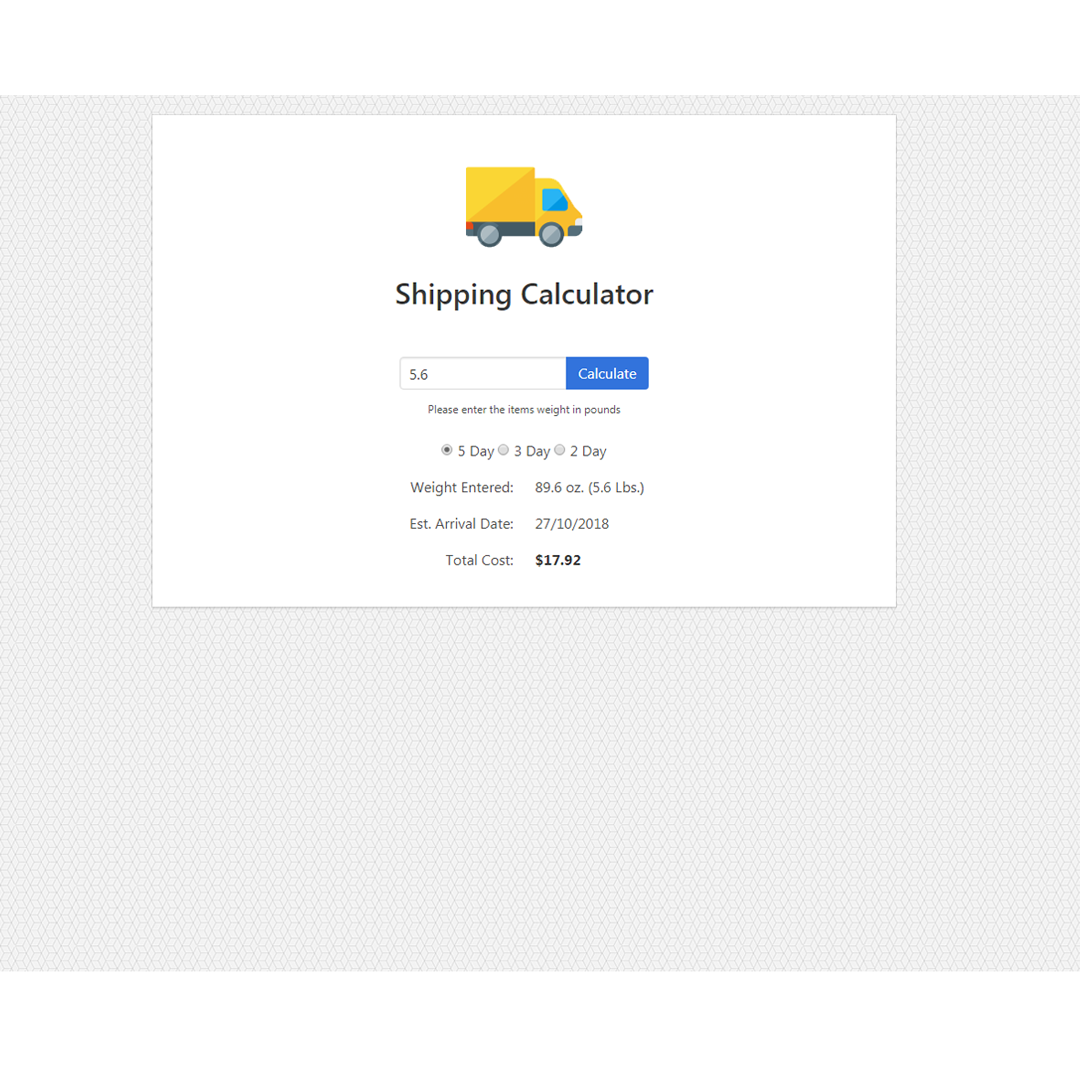 Shipping Calculator
5.6 Calculate
Please enter the items weight in pounds
5 Day 3 Day 2 Day
Weight Entered: 89.6 oz. (5.6 Lbs.)
Est. Arrival Date: 27/10/2018
Total Cost: $17.92